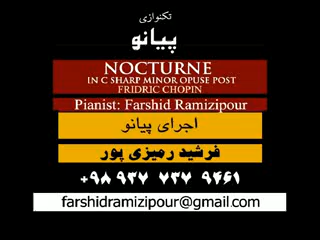 تکنوازی
پیانو
NOCTURNE
IN C SHARP MINOR OPUSE POST
FRIDRIC CHOPIN
Pianist: Farshid Ramizipour
اجرای پیانو
فرشید رمیزی پور
+۹۸ ۹۳۷ ۷۳۷ ۹۴۶۱
farshidramizipour@gmail.com